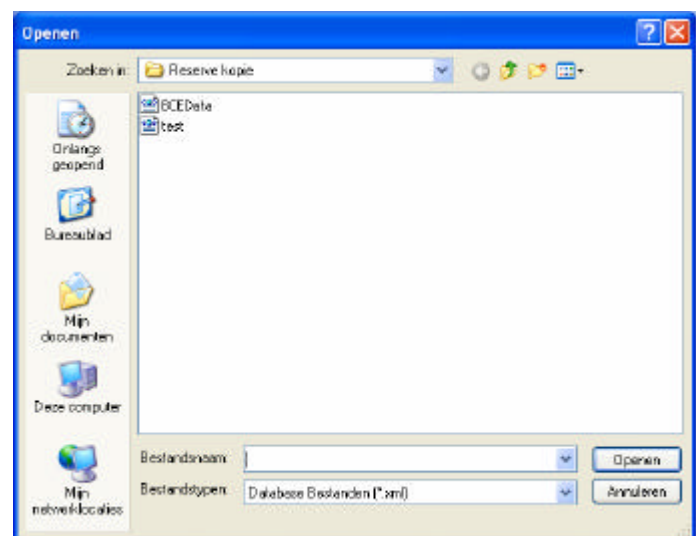 Openen
Zoeken in:
Reserve kopie
BCEData
test
Onlangs
geopend
Bureaublad
Mijn
documenten
Deze computer
Mijn
netwerklocaties
Bestandsnaam:
Openen
Bestandstypen:
Database Bestanden (*.xml)
Annuleren